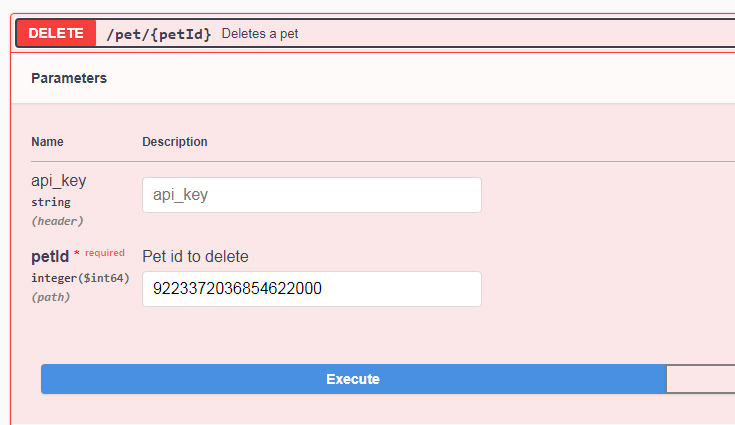 DELETE /pet/{petId} Deletes a pet
Parameters
Name Description
api_key
string
(header)
api_key
petId * required
integer($int64)
(path)
Pet id to delete
9223372036854622000
Execute